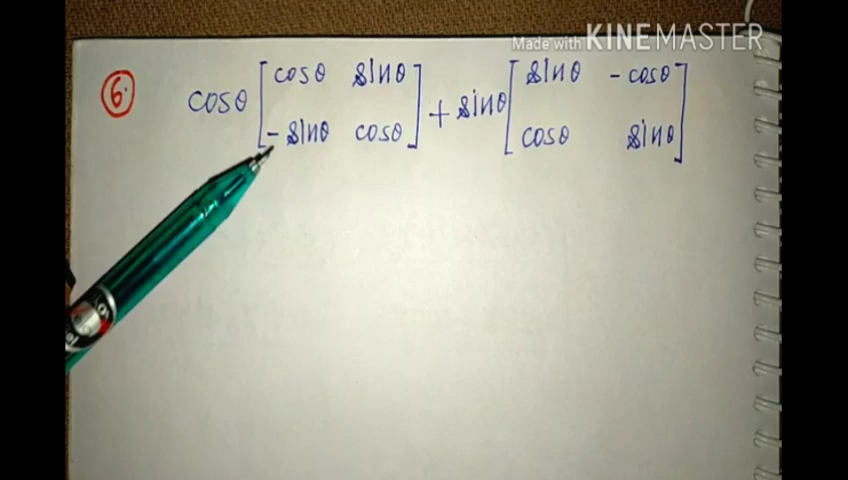 Made with KINEMASTER
6. cosθ [ cosθ sinθ ] + sinθ [ sinθ - cosθ ]
[ - sinθ cosθ ] [ cosθ sinθ ]